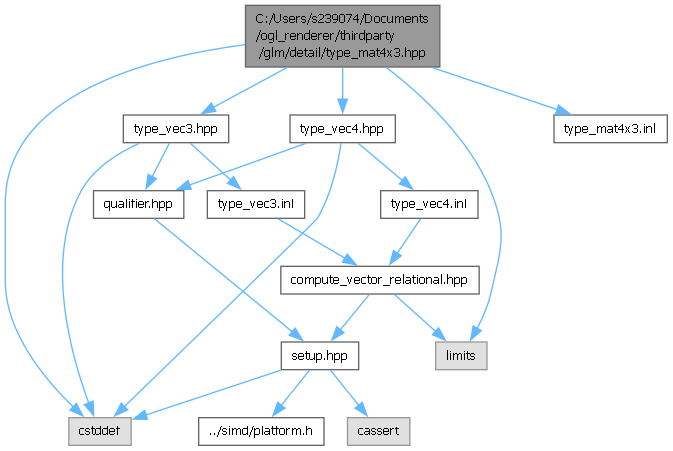 C:/Users/s239074/Documents
/ogl_renderer/thirdparty
/glm/detail/type_mat4x3.hpp
type_vec3.hpp
type_vec4.hpp
type_mat4x3.inl
qualifier.hpp
type_vec3.inl
type_vec4.inl
compute_vector_relational.hpp
setup.hpp
limits
cstddef
../simd/platform.h
cassert